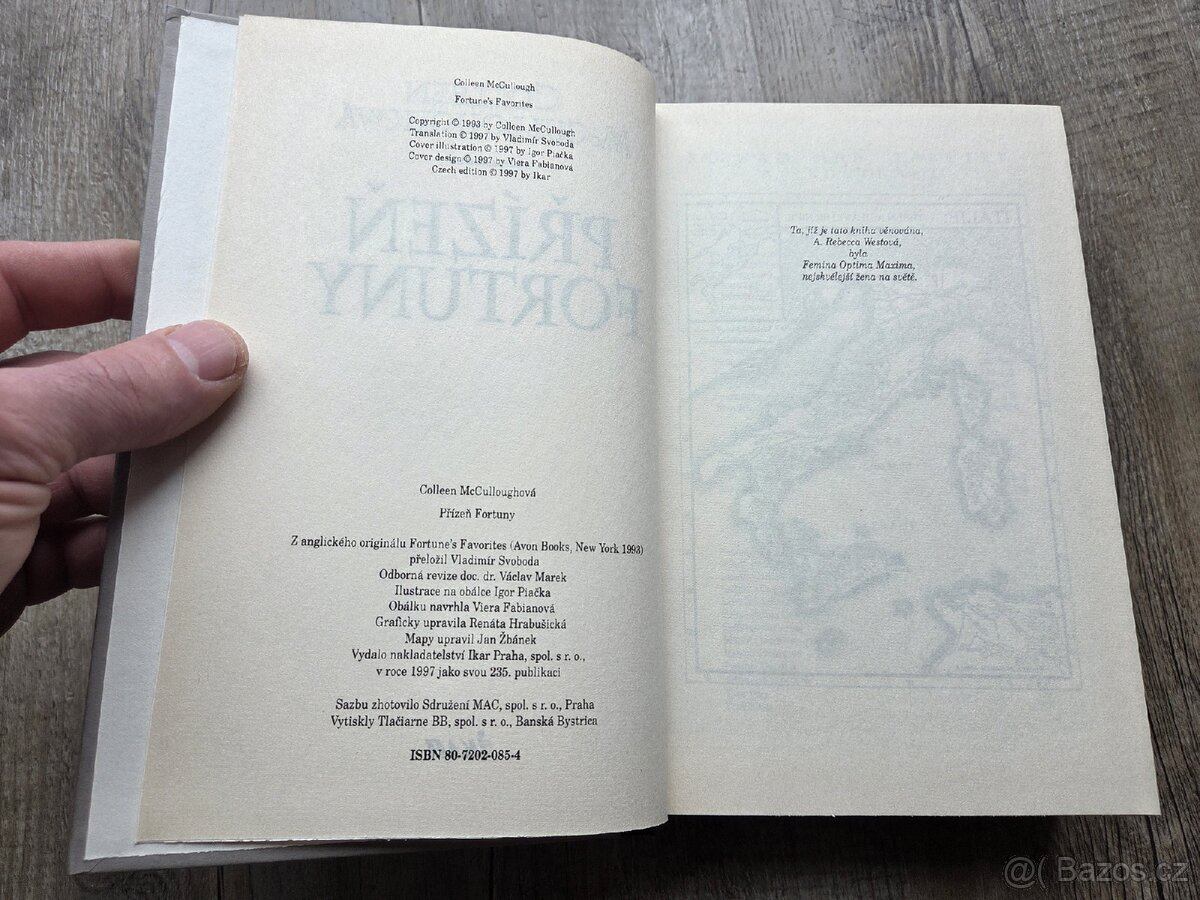 Colleen McCullough
Fortune's Favorites
Copyright © 1993 by Colleen McCullough
Translation © 1997 by Vladimír Svoboda
Cover illustration © 1997 by Igor Piačka
Cover design © 1997 by Viera Fabianová
Czech edition © 1997 by Ikar
PŘÍZEŇ
FORTUNY
Colleen McCulloughová
Přízeň Fortuny
Z anglického originálu Fortune's Favorites (Avon Books, New York 1993)
přeložil Vladimír Svoboda
Odborná revize doc. dr. Václav Marek
Ilustrace na obálce Igor Piačka
Obálku navrhla Viera Fabianová
Graficky upravila Renáta Hrabušická
Mapy upravil Jan Žbánek
Vydalo nakladatelství Ikar Praha, spol. s r. o.,
v roce 1997 jako svou 235. publikaci
Sazbu zhotovilo Sdružení MAC, spol. s r. o., Praha
Vytiskly Tlačiarne BB, spol. s r. o., Banská Bystrica
ISBN 80-7202-085-4
Ta, jíž je tato kniha věnována,
A. Rebecca Westová,
byla
Femina Optima Maxima,
nejskvělejší žena na světě.
@( Bazos.cz